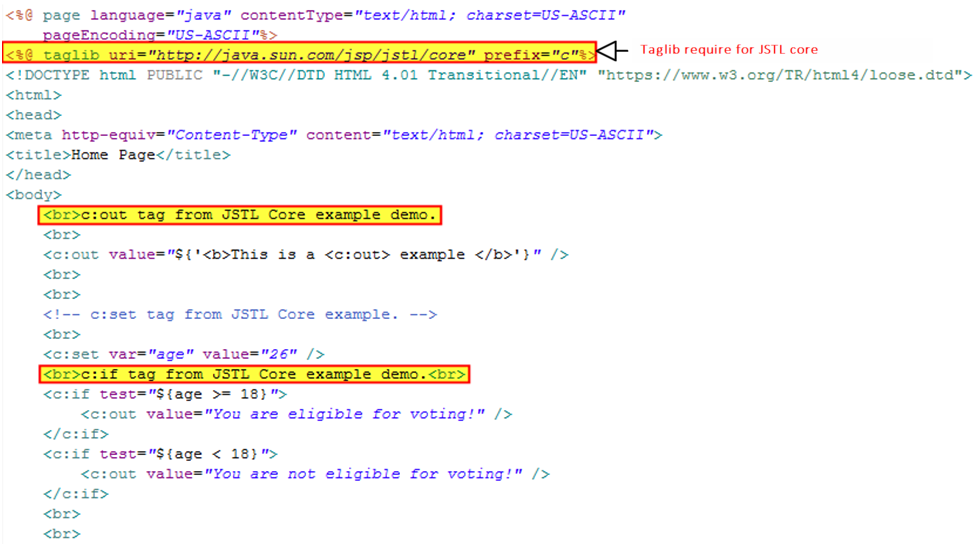 <%@ page language="java" contentType="text/html; charset=US-ASCII"
pageEncoding="US-ASCII"%>
<%@ taglib uri="http://java.sun.com/jsp/jstl/core" prefix="c"%> Taglib require for JSTL core
<!DOCTYPE html PUBLIC "-//W3C//DTD HTML 4.01 Transitional//EN" "https://www.w3.org/TR/html4/loose.dtd">
<html>
<head>
<meta http-equiv="Content-Type" content="text/html; charset=US-ASCII">
<title>Home Page</title>
</head>
<body>
<br>c:out tag from JSTL Core example demo.
<br>
<c:out value="${'<b>This is a <c:out> example </b>'}" />
<br>
<br>
<!-- c:set tag from JSTL Core example. -->
<br>
<c:set var="age" value="26" />
<br>c:if tag from JSTL Core example demo.<br>
<c:if test="${age >= 18}">
<c:out value="You are eligible for voting!" />
</c:if>
<c:if test="${age < 18}">
<c:out value="You are not eligible for voting!" />
</c:if>
<br>
<br>